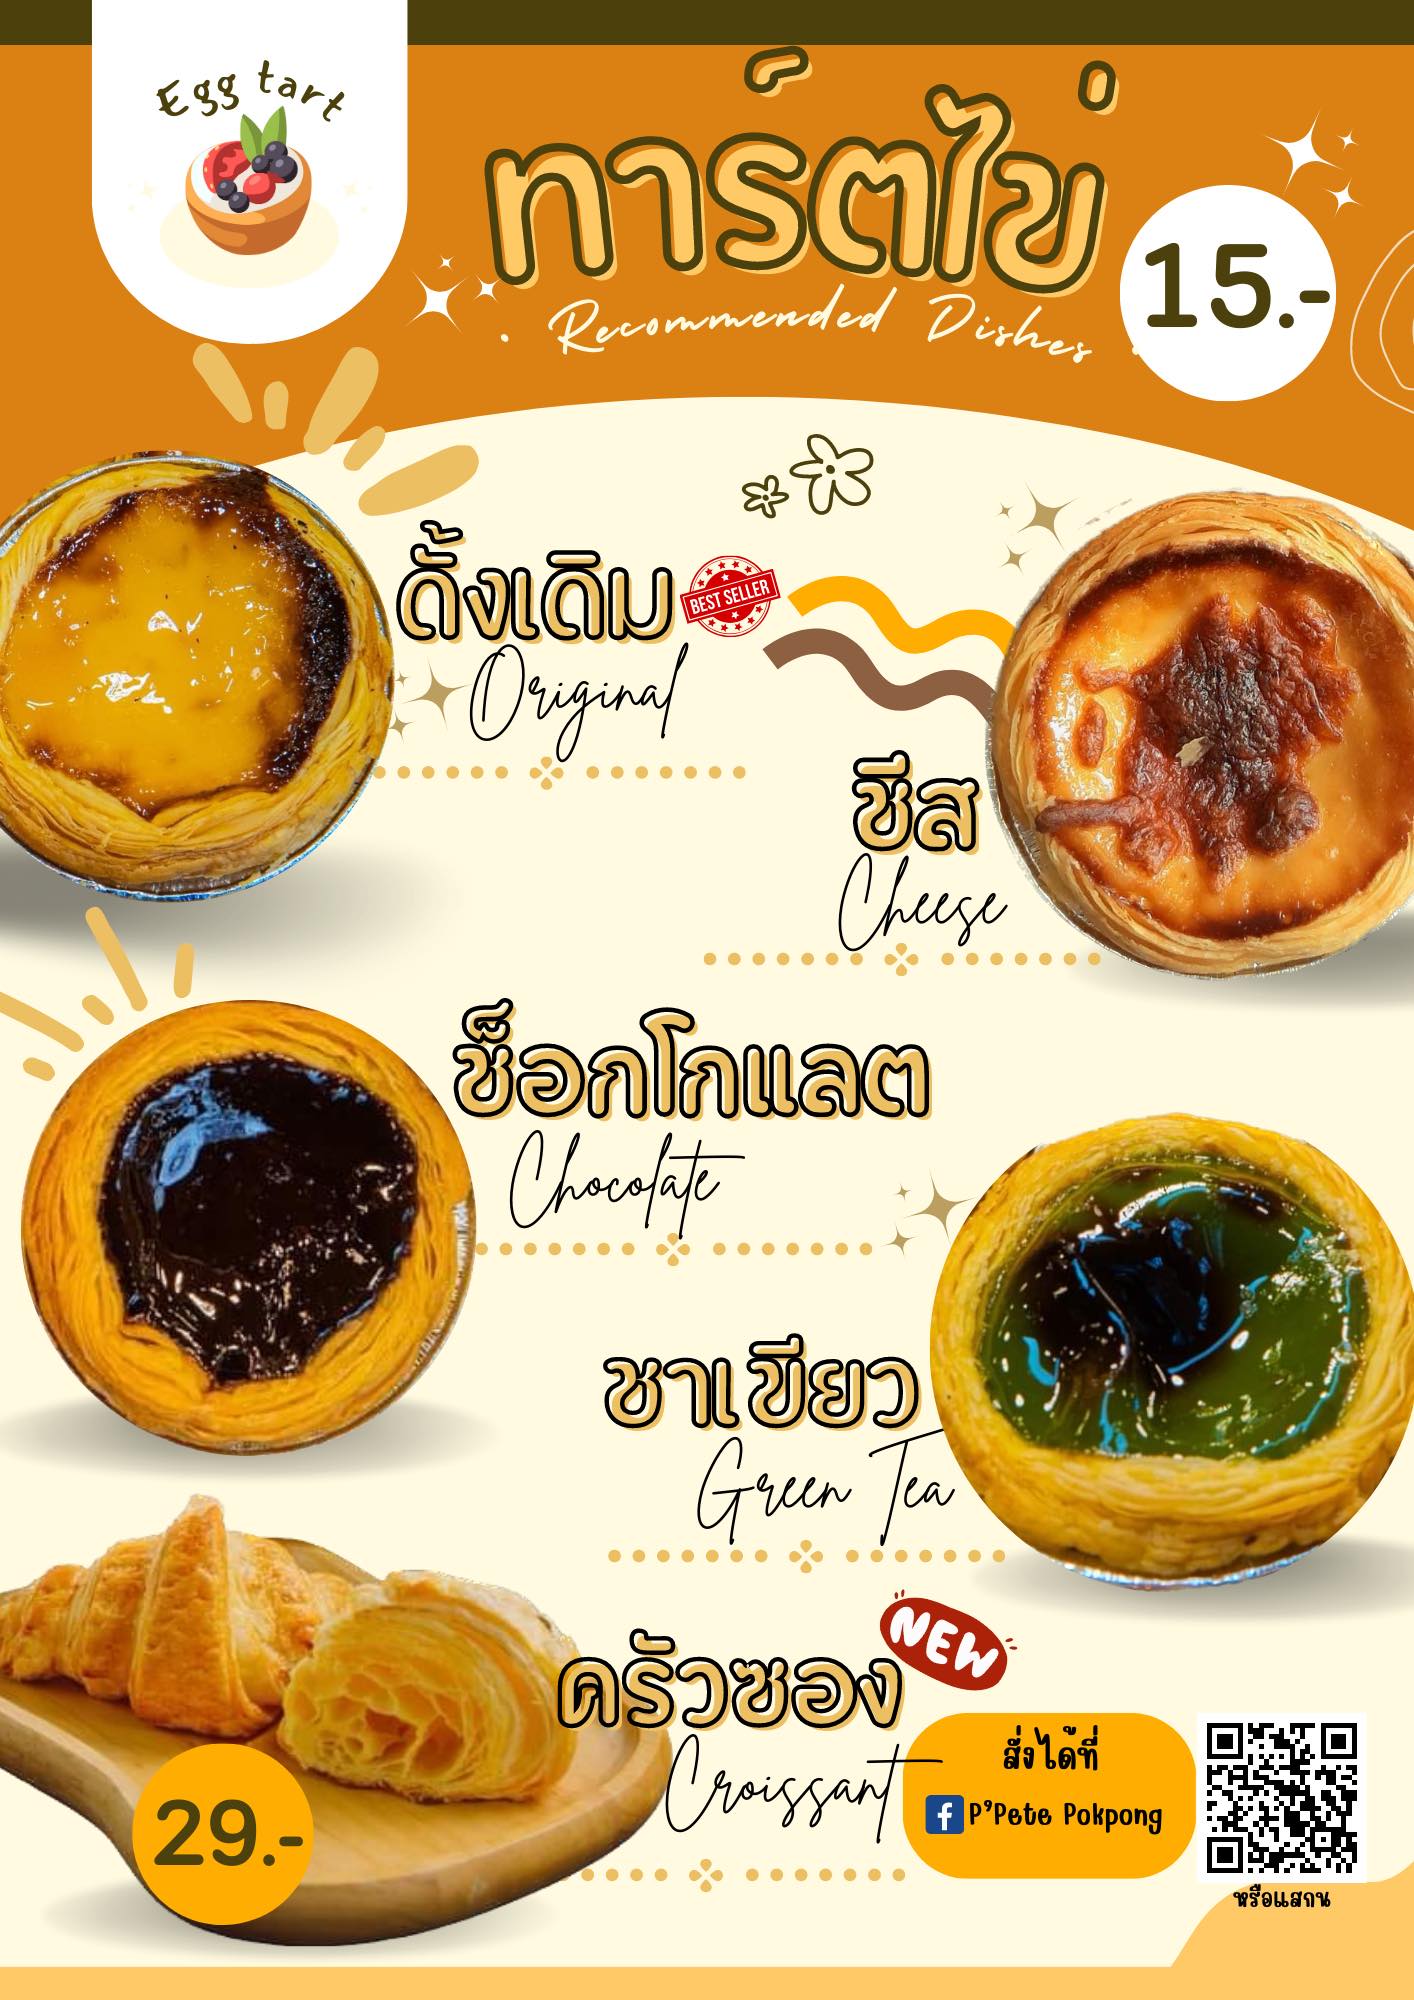 Egg tart
ทาร์ตไข่
Recommended Dishes
15.-
ดั้งเดิม
BEST SELLER
Original
ชีส
Cheese
ช็อกโกแลต
Chocolate
ชาเขียว
Green Tea
NEW
ครัวซอง
Croissant
29.-
สั่งได้ที่
P'Pete Pokpong
หรือแสกน